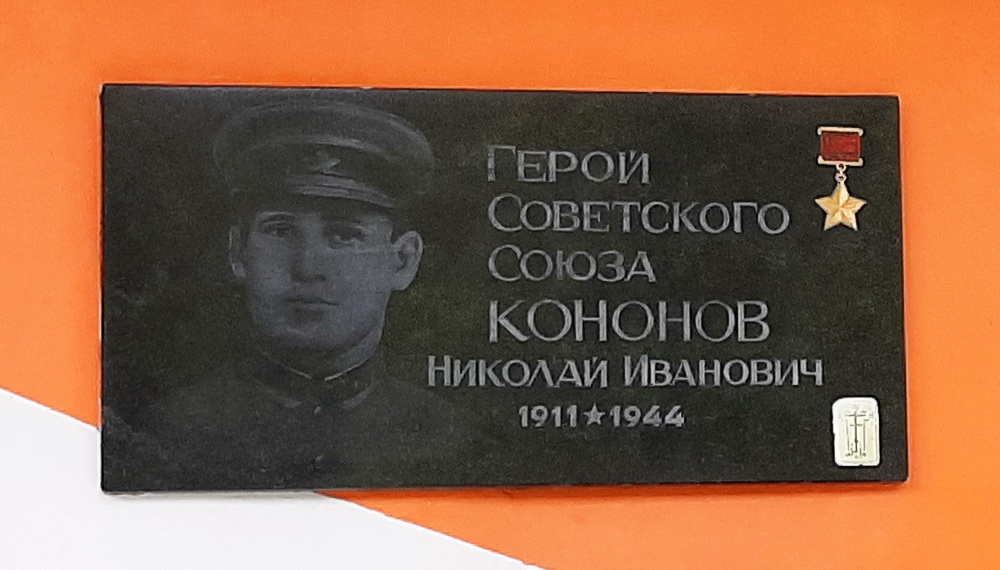 Герой
Советского
Союза
КОНОНОВ
Николай Иванович
1911★1944